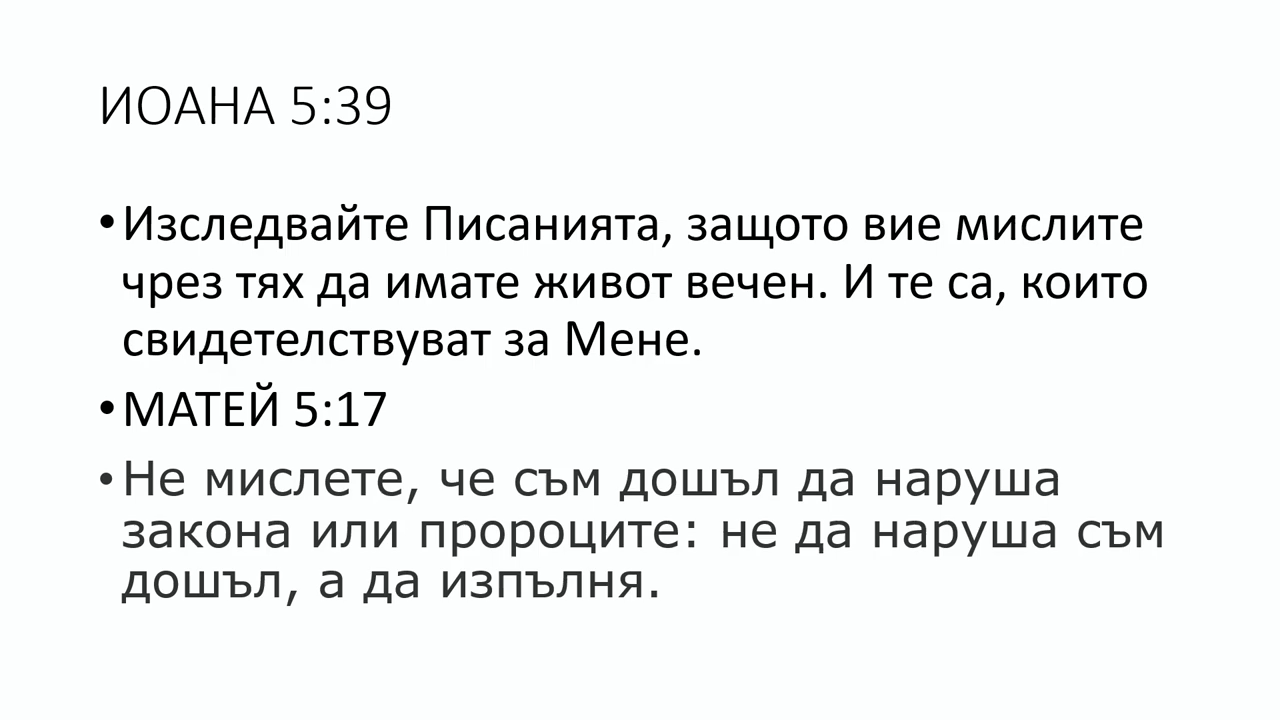 ИОАНА 5:39
•Изследвайте Писанията, защото вие мислите
чрез тях да имате живот вечен. И те са, които
свидетелствуват за Мене.
•МАТЕЙ 5:17
•Не мислете, че съм дошъл да наруша
закона или пророците: не да наруша съм
дошъл, а да изпълня.